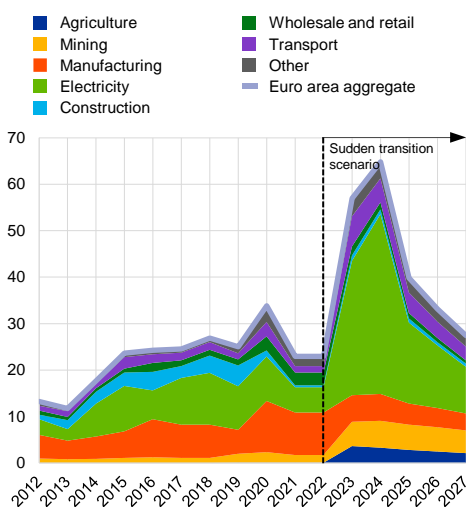 Agriculture
Mining
Manufacturing
Electricity
Construction
Wholesale and retail
Transport
Other
Euro area aggregate
70
60
50
40
30
20
10
0
Sudden transition
scenario
2012
2013
2014
2015
2016
2017
2018
2019
2020
2021
2022
2023
2024
2025
2026
2027